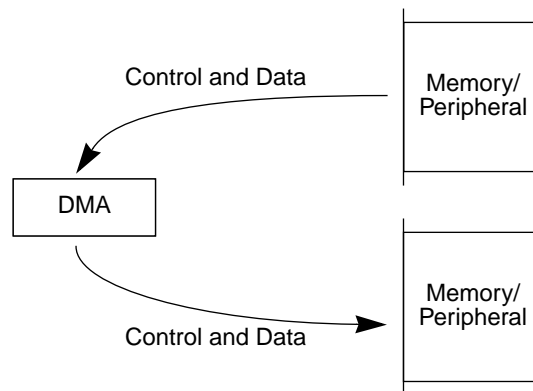 Control and Data
Memory/
Peripheral
DMA
Memory/
Peripheral
Control and Data